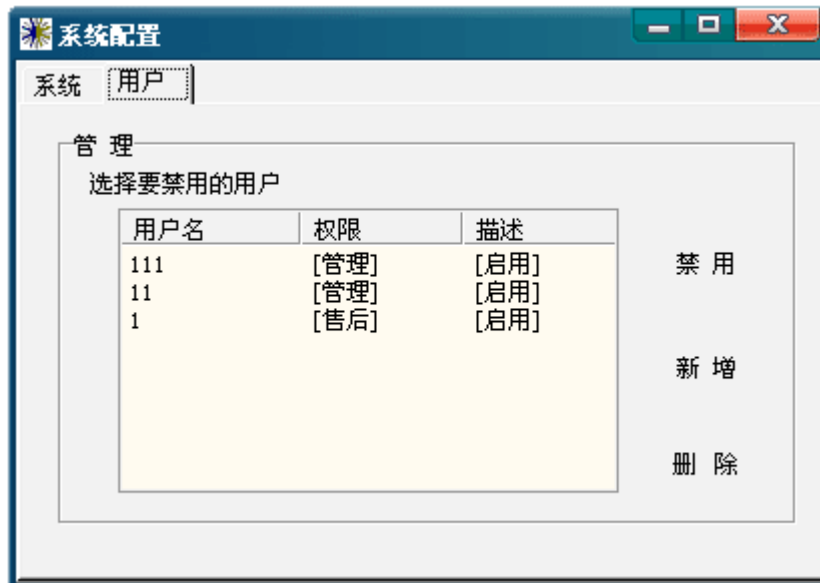 系统配置
系统 用户
管 理
选择要禁用的用户
用户名 权限 描述
111 [管理] [启用]
11 [管理] [启用]
1 [售后] [启用]
禁 用
新 增
删 除